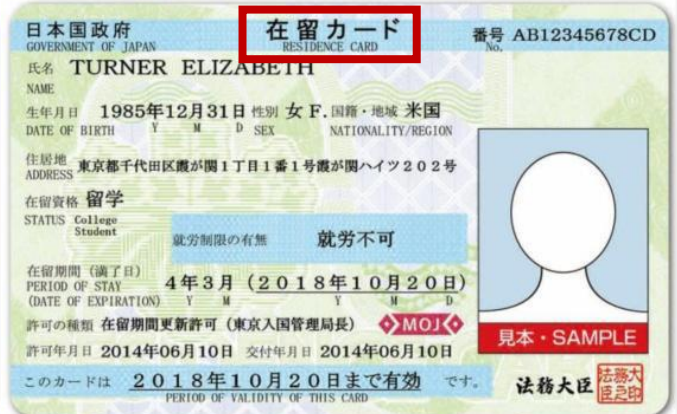 日本国政府 在留カード 番号 AB12345678CD
GOVERNMENT OF JAPAN RESIDENCE CARD No.
氏名 TURNER ELIZABETH
NAME
生年月日 1985年12月31日 性別 女 F. 国籍・地域 米国
DATE OF BIRTH Y M D SEX NATIONALITY/REGION
住居地 東京都千代田区霞が関1丁目1番1号霞が関ハイツ202号
ADDRESS
在留資格 留学
STATUS College
Student
就労制限の有無 就労不可
在留期間(満了日) 4年3月(2018年10月20日)
PERIOD OF STAY
(DATE OF EXPIRATION) Y M Y M D
許可の種類 在留期間更新許可(東京入国管理局長) MOJ
許可年月日 2014年06月10日 交付年月日 2014年06月10日
見本・SAMPLE
このカードは 2018年10月20日まで有効 です。
PERIOD OF VALIDITY OF THIS CARD
法務大臣 法務大臣之印